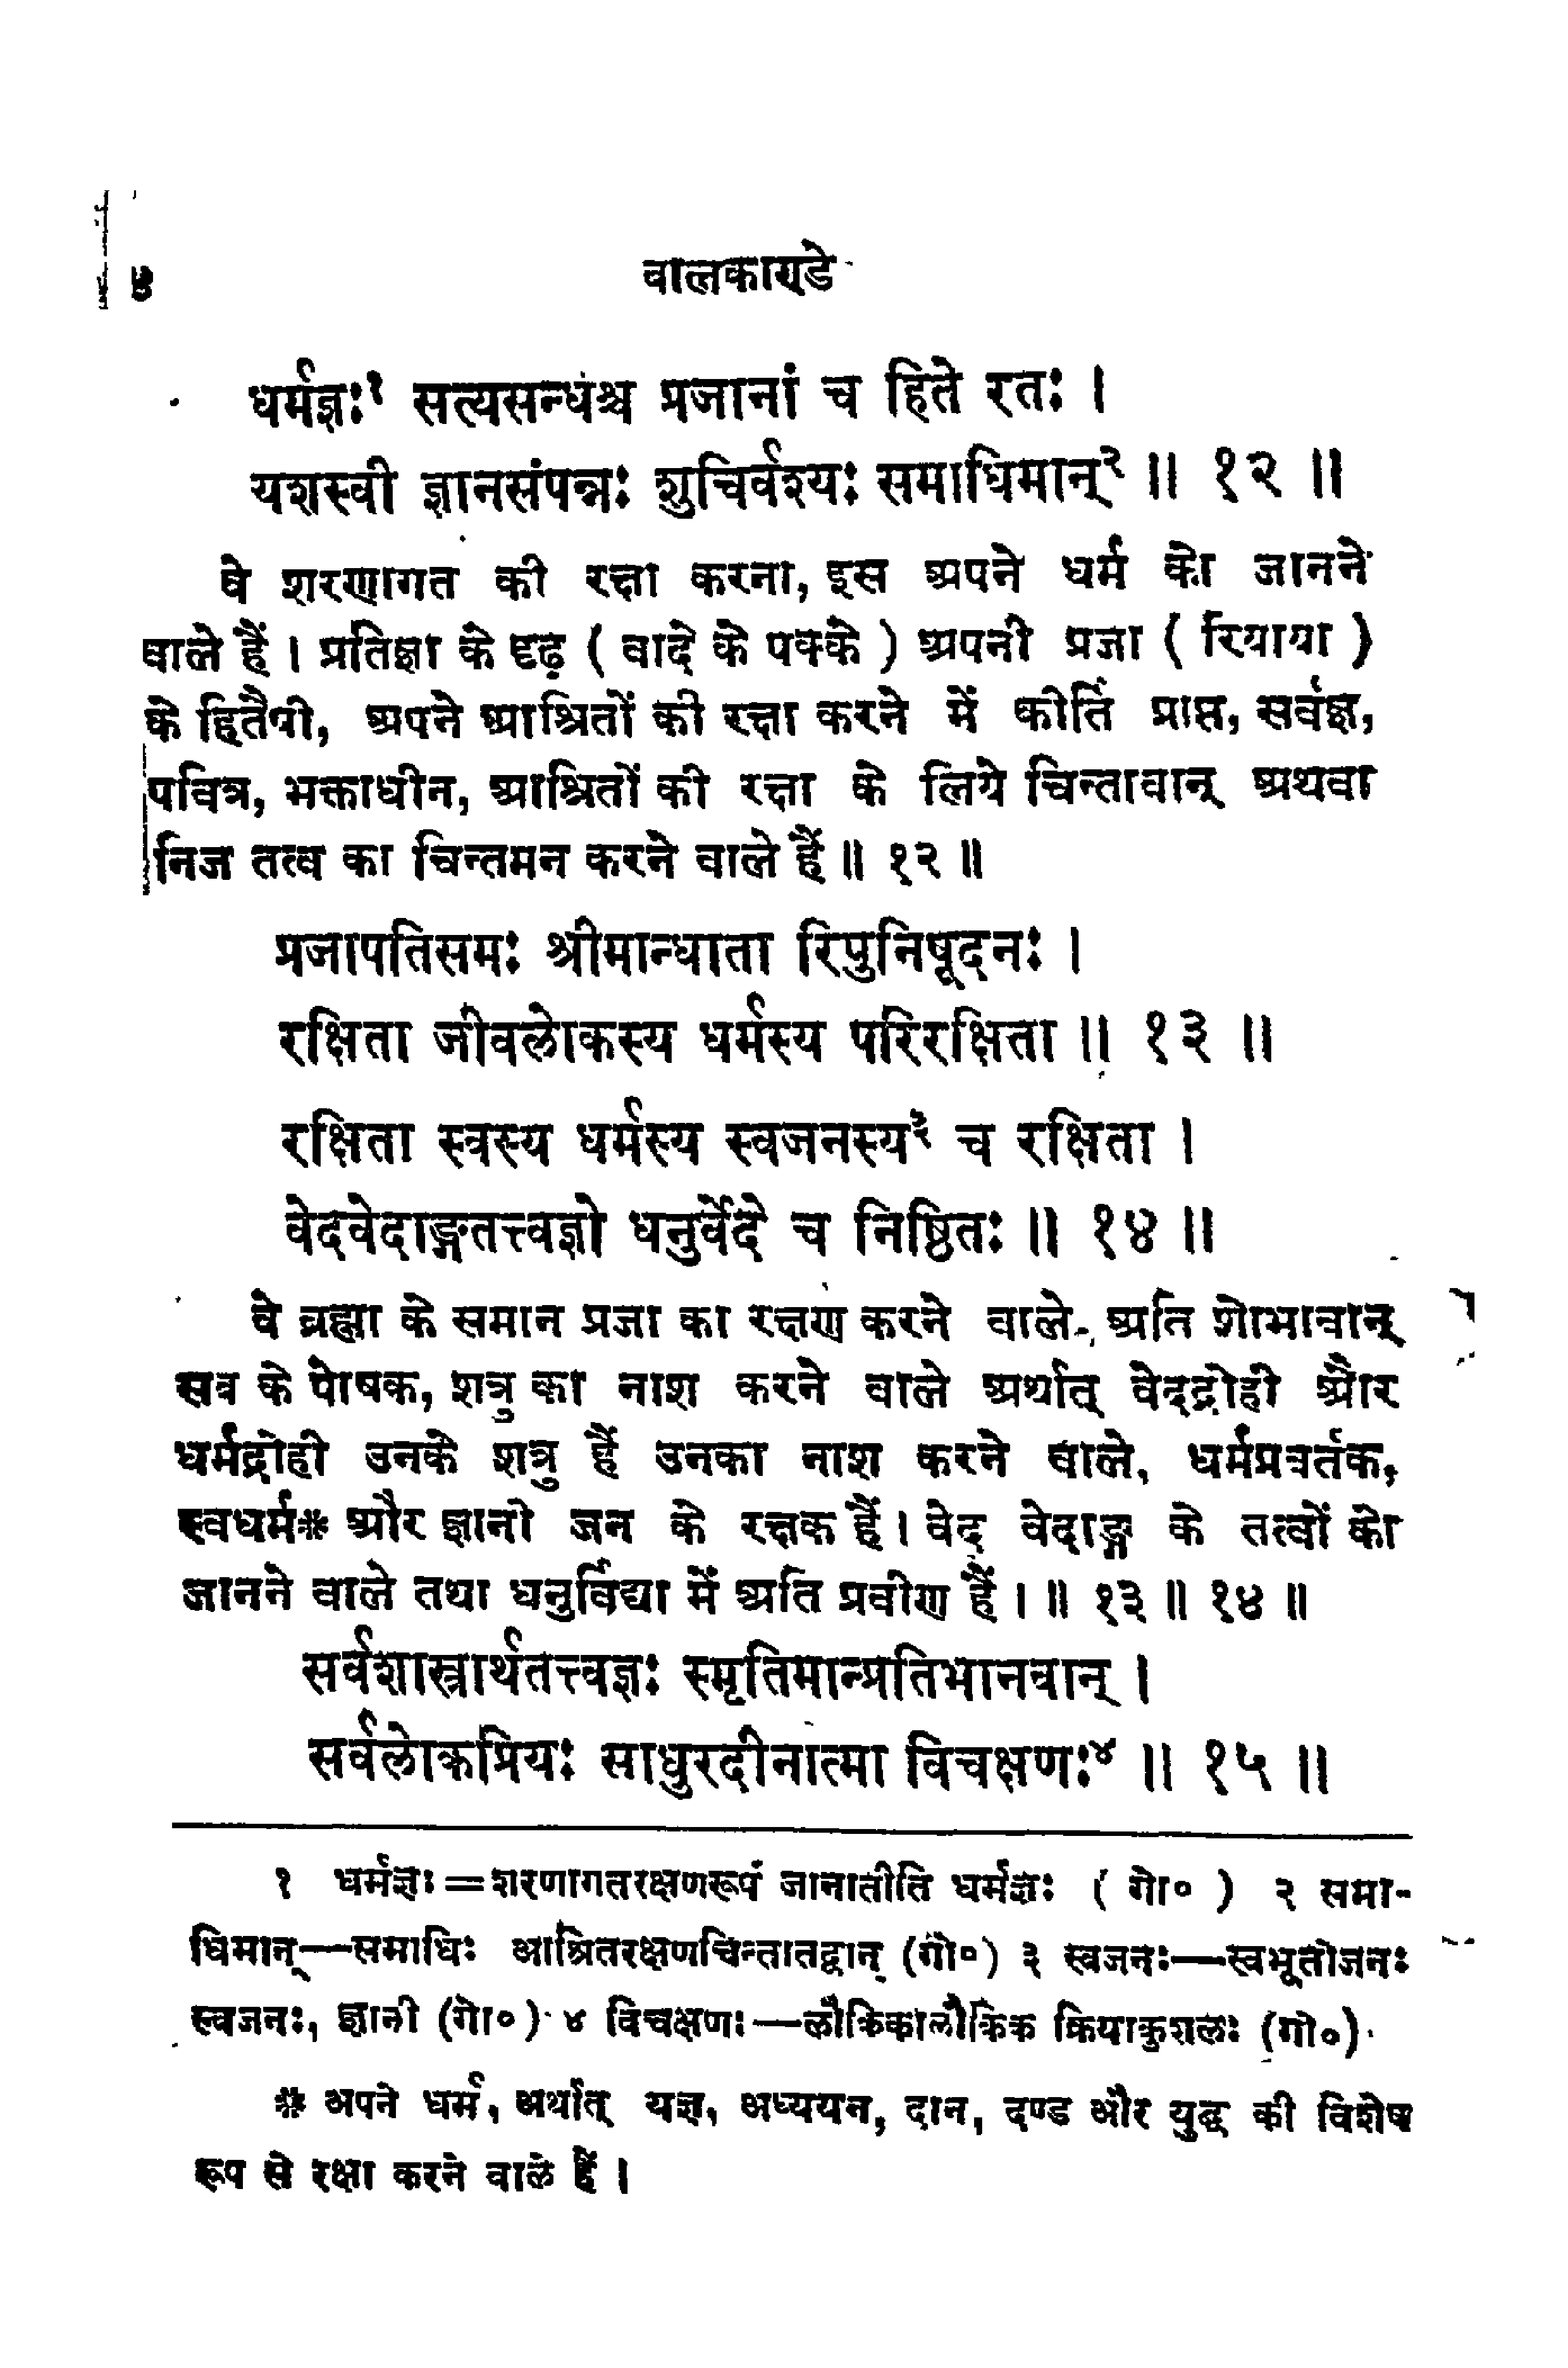 ५ वालकाण्डे
धर्मज्ञः१ सत्यसन्धश्च प्रजानां च हिते रतः ।
यशस्वी ज्ञानसंपन्नः शुचिर्वश्यः समाधिमान्२ ॥ १२ ॥
वे शरणागत की रक्षा करना, इस अपने धर्म को जानने
वाले हैं । प्रतिज्ञा के दृढ़ ( वादे के पक्के ) अपनी प्रजा ( रियाया )
के हितैषी, अपने आश्रितों की रक्षा करने में कीर्ति प्राप्त, सर्वज्ञ,
पवित्र, भक्ताधीन, आश्रितों की रक्षा के लिये चिन्तावान् अथवा
निज तत्व का चिन्तमन करने वाले हैं ॥ १२ ॥
प्रजापतिसमः श्रीमान्धाता रिपुनिषूदनः ।
रक्षिता जीवलोकस्य धर्मस्य परिरक्षिता ॥ १३ ॥
रक्षिता स्वस्य धर्मस्य स्वजनस्य३ च रक्षिता ।
वेदवेदाङ्गतत्त्वज्ञो धनुर्वेदे च निष्ठितः ॥ १४ ॥
वे ब्रह्मा के समान प्रजा का रक्षण करने वाले, अति शोभावान्
सब के पोषक, शत्रु का नाश करने वाले अर्थात् वेदद्रोही और
धर्मद्रोही उनके शत्रु हैं उनका नाश करने वाले, धर्मप्रवर्तक,
स्वधर्म* और ज्ञानी जन के रक्षक हैं । वेद वेदाङ्ग के तत्वों को
जानने वाले तथा धनुर्विद्या में अति प्रवीण हैं । ॥ १३ ॥ १४ ॥
सर्वशास्त्रार्थतत्त्वज्ञः स्मृतिमान्प्रतिभानवान् ।
सर्वलोकप्रियः साधुरदीनात्मा विचक्षणः४ ॥ १५ ॥
१ धर्मज्ञः=शरणागतरक्षणरूपं जानातीति धर्मज्ञः ( गो० ) २ समा-
धिमान्—समाधिः आश्रितरक्षणचिन्तातद्वान् (गो०) ३ स्वजनः—स्वभूतोजनः
स्वजनः, ज्ञानी (गो०) ४ विचक्षणः—लौकिकालौकिक क्रियाकुशलः (गो०)
* अपने धर्म, अर्थात् यज्ञ, अध्ययन, दान, दण्ड और युद्ध की विशेष
रूप से रक्षा करने वाले हैं ।